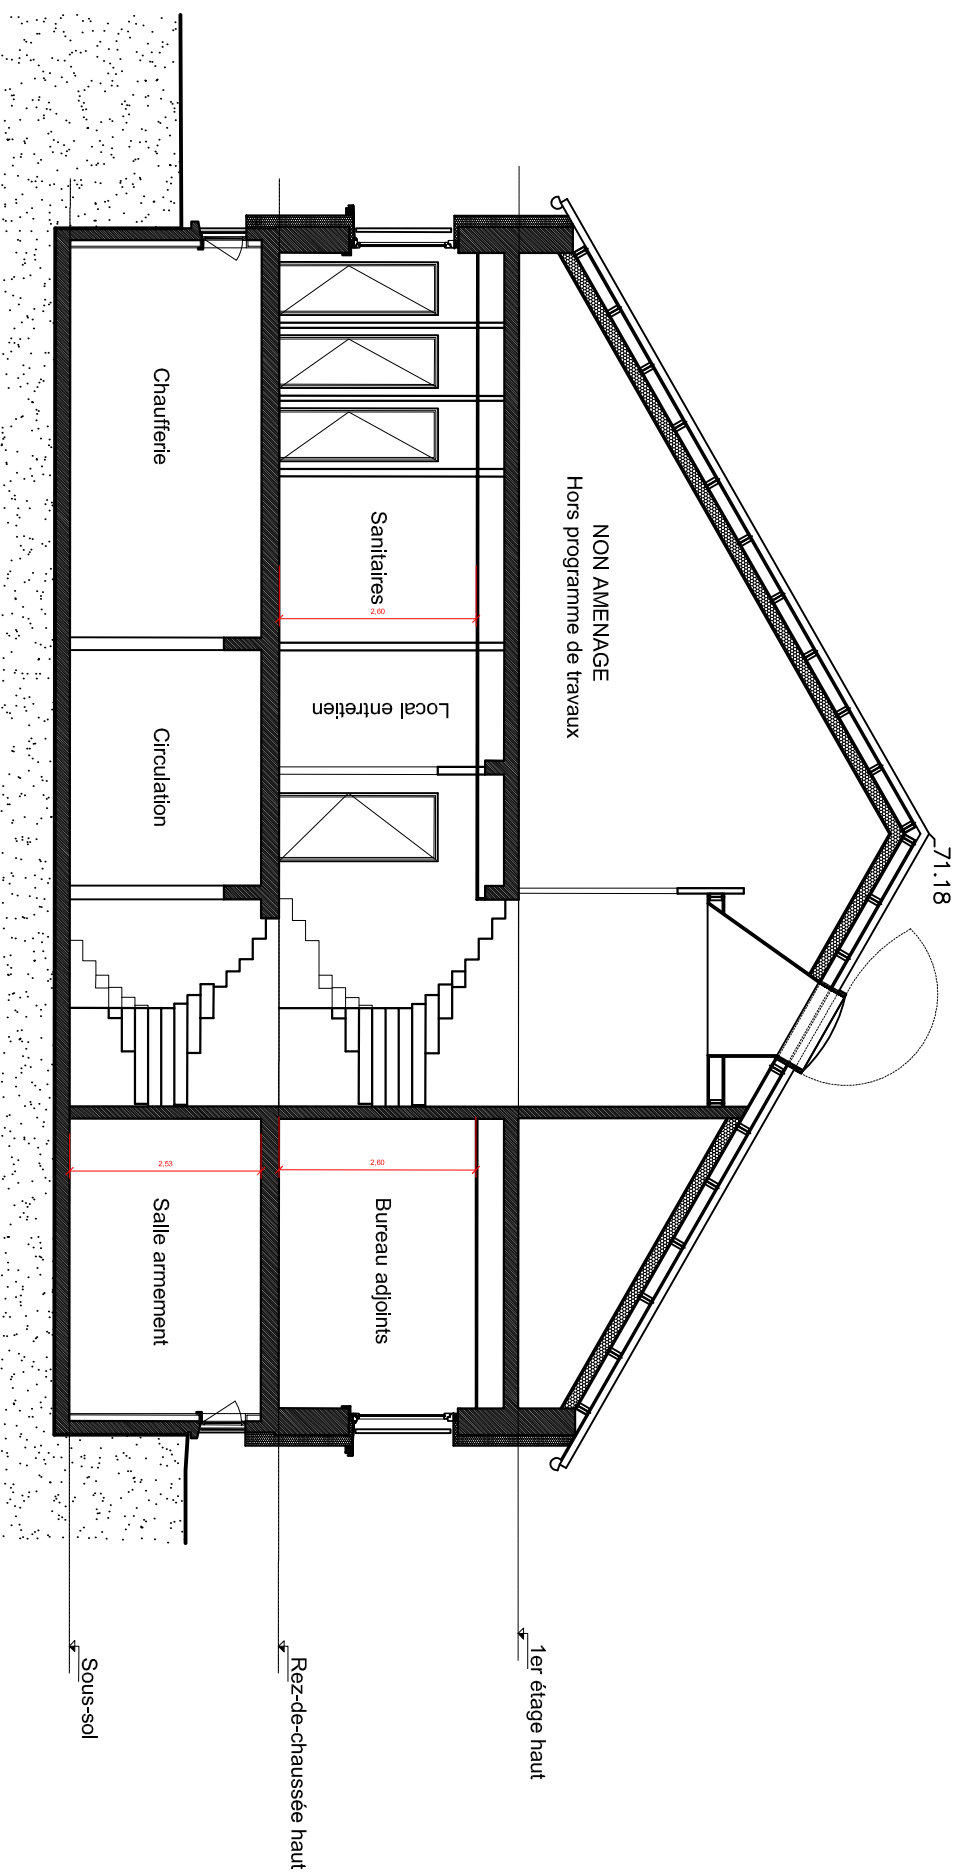 71.18
NON AMENAGE
Hors programme de travaux
1er étage haut
Sanitaires
2,60
Local entretien
2,60
Bureau adjoints
Rez-de-chaussée haut
Chaufferie
Circulation
2,53
Salle armement
Sous-sol